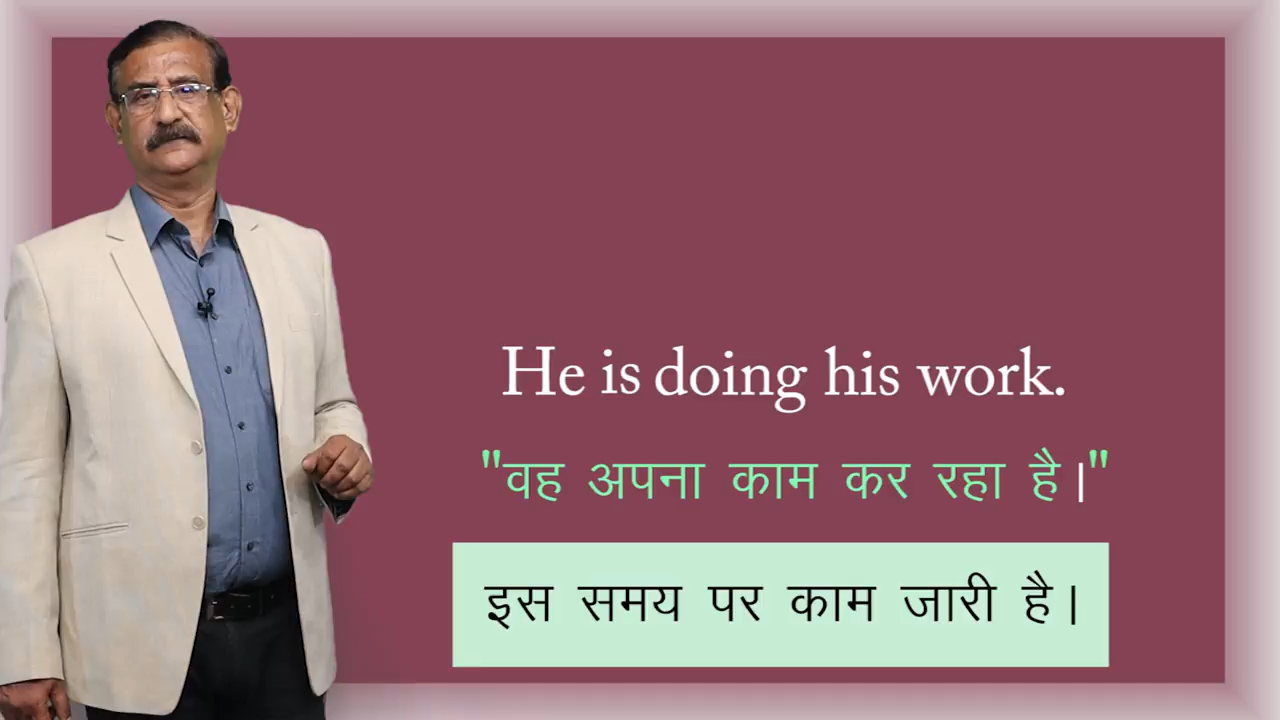 He is doing his work.
"वह अपना काम कर रहा है।"
इस समय पर काम जारी है।